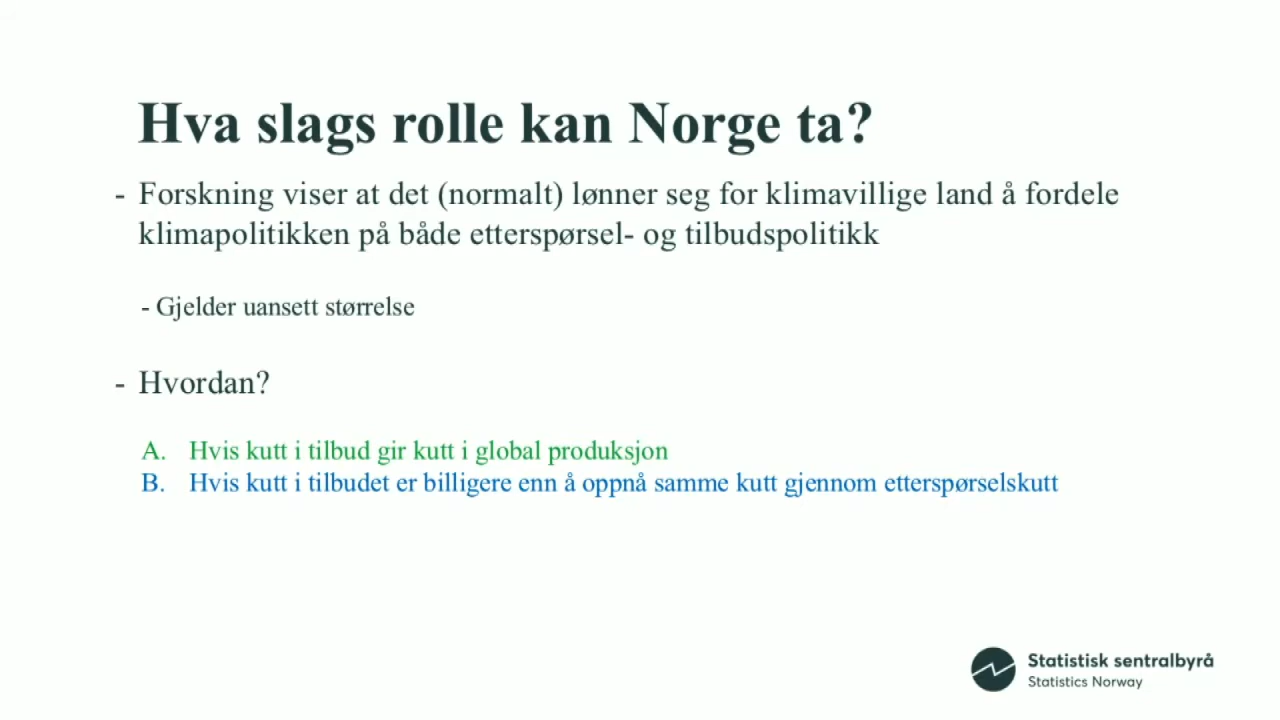 Hva slags rolle kan Norge ta?
- Forskning viser at det (normalt) lønner seg for klimavillige land å fordele
klimapolitikken på både etterspørsel- og tilbudspolitikk
- Gjelder uansett størrelse
- Hvordan?
A. Hvis kutt i tilbud gir kutt i global produksjon
B. Hvis kutt i tilbudet er billigere enn å oppnå samme kutt gjennom etterspørselskutt
Statistisk sentralbyrå
Statistics Norway